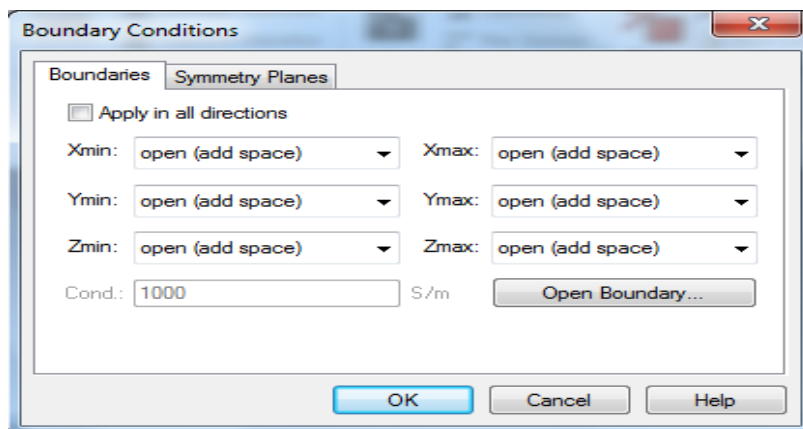 Boundary Conditions
Boundaries Symmetry Planes
Apply in all directions
Xmin: open (add space) Xmax: open (add space)
Ymin: open (add space) Ymax: open (add space)
Zmin: open (add space) Zmax: open (add space)
Cond.: 1000 S/m Open Boundary...
OK Cancel Help